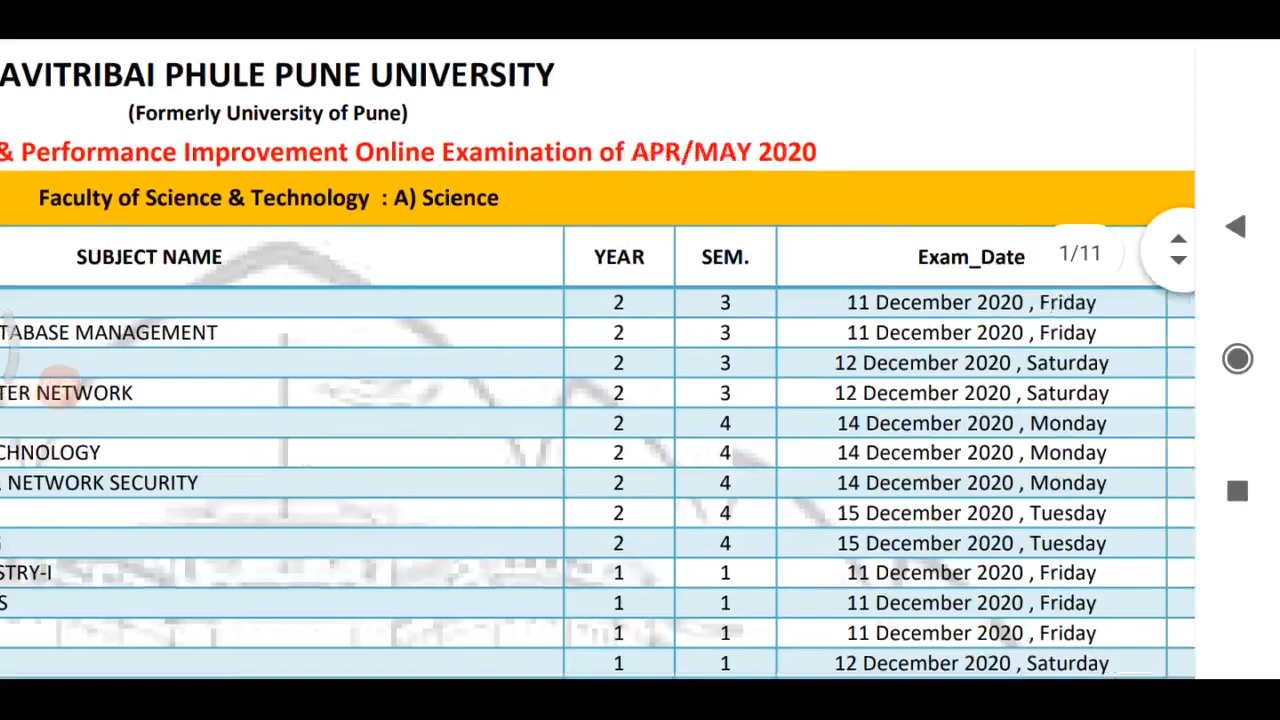 AVITRIBAI PHULE PUNE UNIVERSITY
(Formerly University of Pune)
& Performance Improvement Online Examination of APR/MAY 2020
Faculty of Science & Technology : A) Science
SUBJECT NAME YEAR SEM. Exam_Date 1/11
2 3 11 December 2020 , Friday
TABASE MANAGEMENT 2 3 11 December 2020 , Friday
2 3 12 December 2020 , Saturday
TER NETWORK 2 3 12 December 2020 , Saturday
2 4 14 December 2020 , Monday
CHNOLOGY 2 4 14 December 2020 , Monday
NETWORK SECURITY 2 4 14 December 2020 , Monday
2 4 15 December 2020 , Tuesday
G 2 4 15 December 2020 , Tuesday
STRY-I 1 1 11 December 2020 , Friday
S 1 1 11 December 2020 , Friday
1 1 11 December 2020 , Friday
1 1 12 December 2020 , Saturday